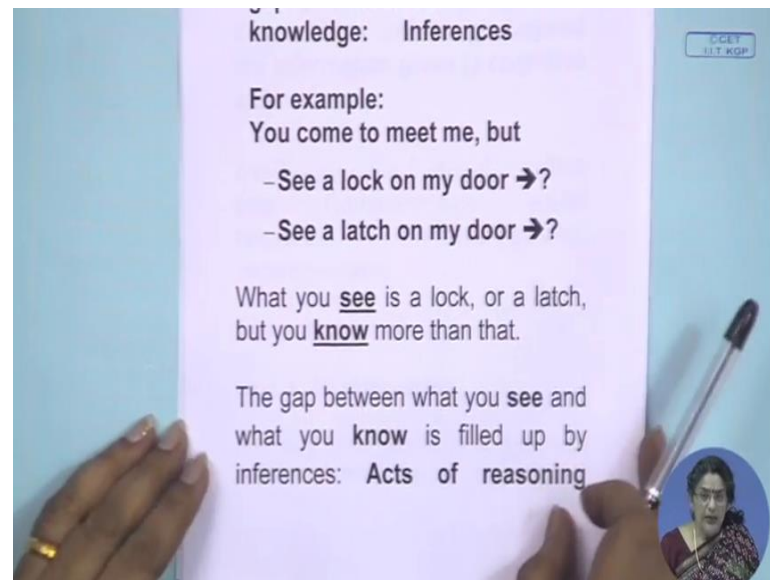 knowledge: Inferences
CCET
I.I.T. KGP
For example:
You come to meet me, but
–See a lock on my door ➔?
–See a latch on my door ➔?
What you see is a lock, or a latch,
but you know more than that.
The gap between what you see and
what you know is filled up by
inferences: Acts of reasoning